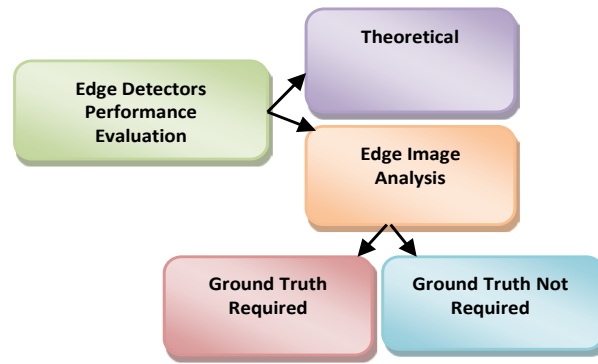 Theoretical
Edge Detectors
Performance
Evaluation
Edge Image
Analysis
Ground Truth
Required
Ground Truth Not
Required